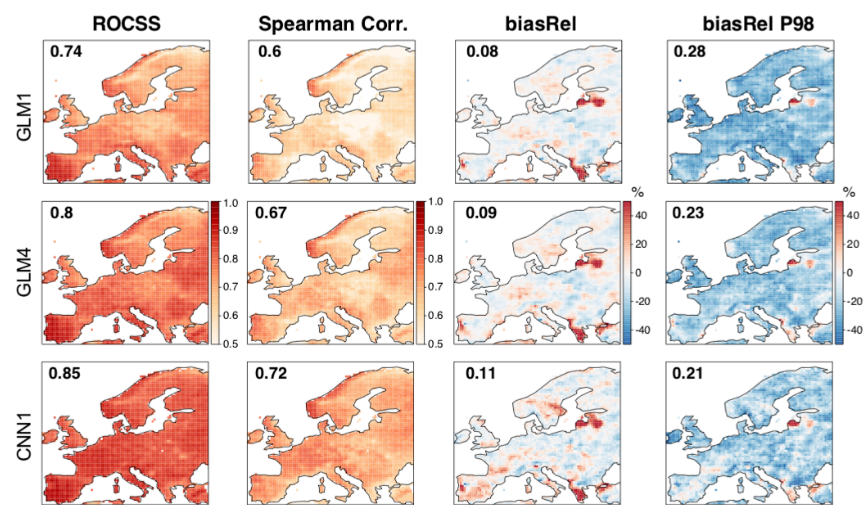 ROCSS Spearman Corr. biasRel biasRel P98
GLM1
0.74 0.6 0.08 0.28
GLM4
0.8 0.67 0.09 0.23
1.0 1.0 % %
0.9 0.9 40 40
0.8 0.8 20 20
0.7 0.7 0 0
0.6 0.6 -20 -20
0.5 0.5 -40 -40
CNN1
0.85 0.72 0.11 0.21